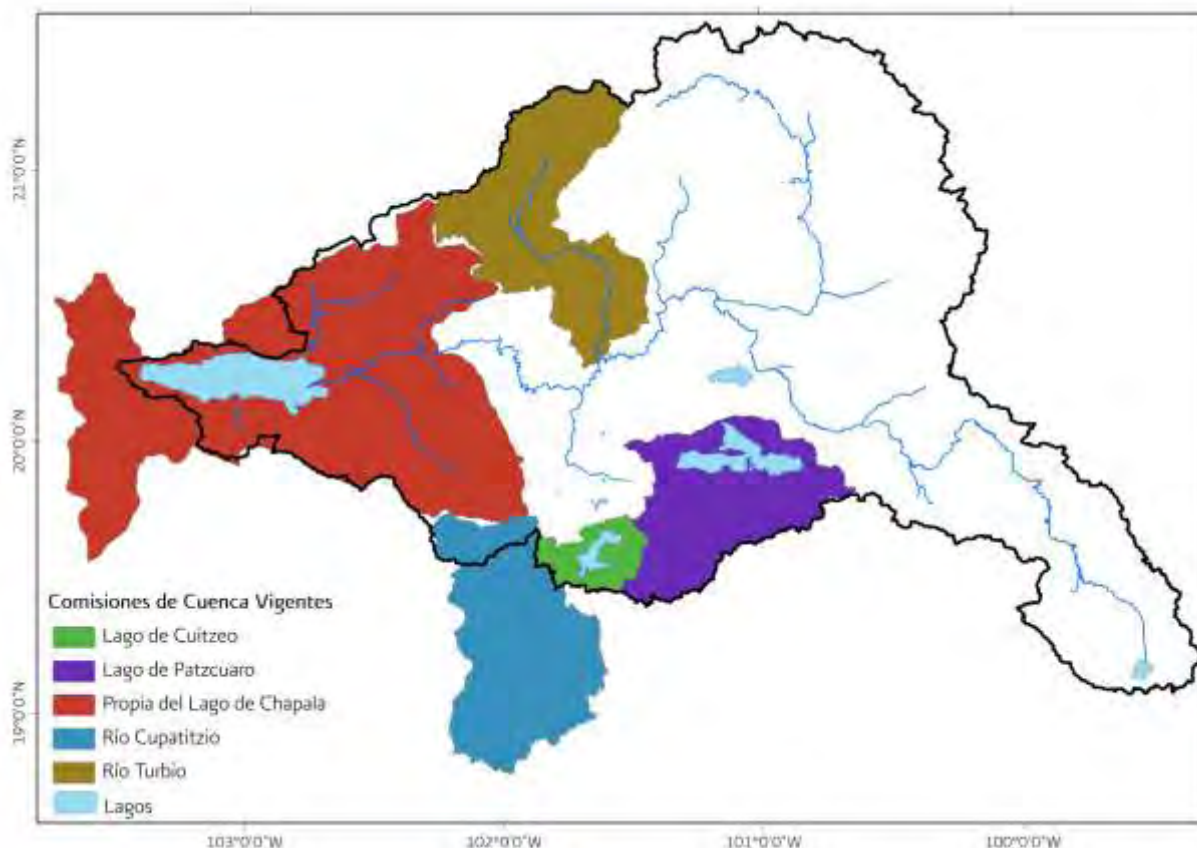 21°0'0"N
20°0'0"N
19°0'0"N
Comisiones de Cuenca Vigentes
Lago de Cuitzeo
Lago de Patzcuaro
Propia del Lago de Chapala
Río Cupatitzio
Río Turbio
Lagos
103°0'0"W
102°0'0"W
101°0'0"W
100°0'0"W